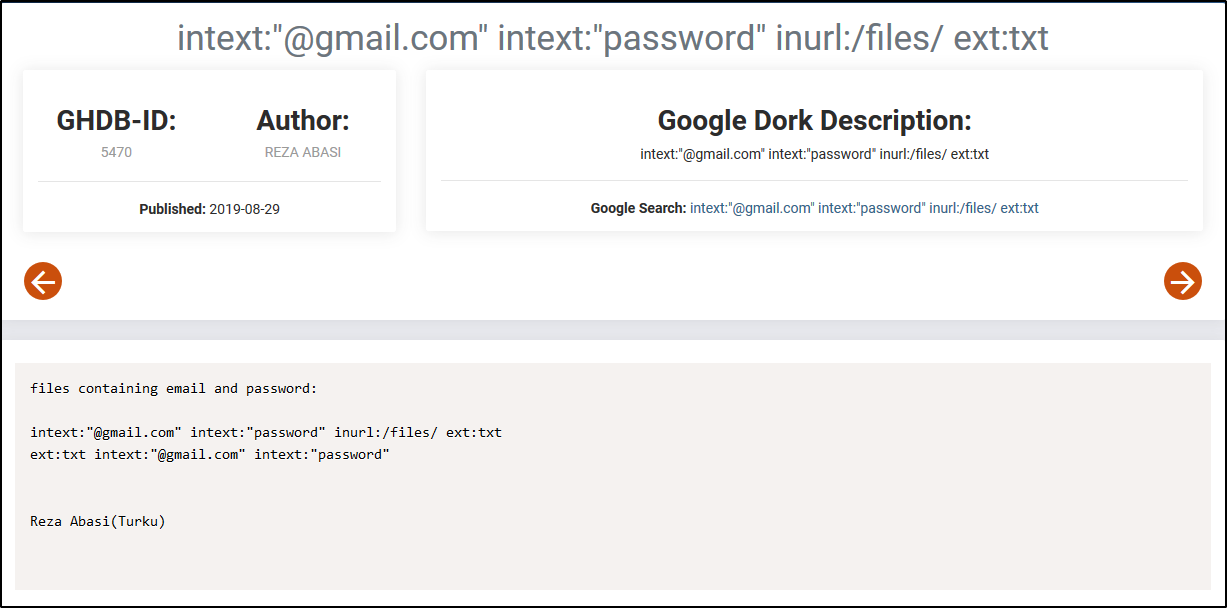 intext:"@gmail.com" intext:"password" inurl:/files/ ext:txt
GHDB-ID:
5470
Author:
REZA ABASI
Published: 2019-08-29
Google Dork Description:
intext:"@gmail.com" intext:"password" inurl:/files/ ext:txt
Google Search: intext:"@gmail.com" intext:"password" inurl:/files/ ext:txt
files containing email and password:
intext:"@gmail.com" intext:"password" inurl:/files/ ext:txt
ext:txt intext:"@gmail.com" intext:"password"
Reza Abasi(Turku)